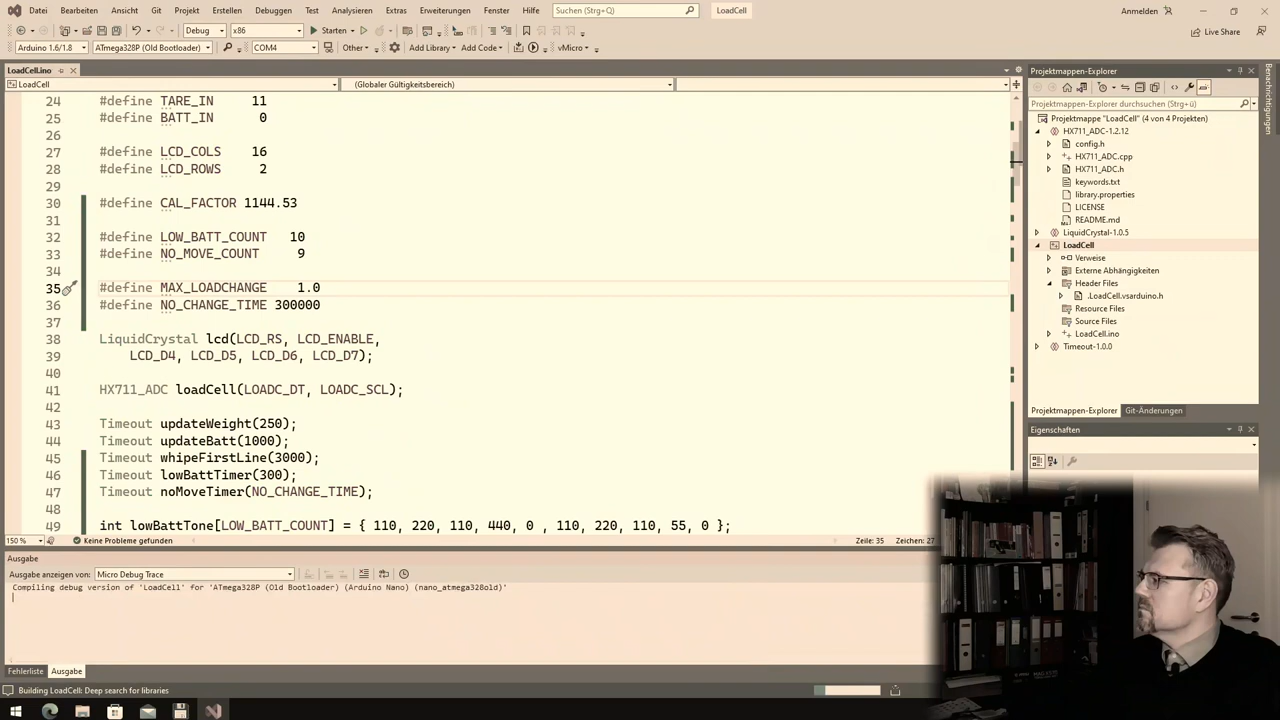 Datei Bearbeiten Ansicht Git Projekt Erstellen Debuggen Test Analysieren Extras Erweiterungen Fenster Hilfe Suchen (Strg+Q) LoadCell Anmelden
Debug x86 Starten Live Share
Arduino 1.6/1.8 ATmega328P (Old Bootloader) COM4 Other Add Library Add Code vMicro
LoadCell.ino
LoadCell (Globaler Gültigkeitsbereich)
24 #define TARE_IN 11
25 #define BATT_IN 0
26
27 #define LCD_COLS 16
28 #define LCD_ROWS 2
29
30 #define CAL_FACTOR 1144.53
31
32 #define LOW_BATT_COUNT 10
33 #define NO_MOVE_COUNT 9
34
35 #define MAX_LOADCHANGE 1.0
36 #define NO_CHANGE_TIME 300000
37
38 LiquidCrystal lcd(LCD_RS, LCD_ENABLE,
39 LCD_D4, LCD_D5, LCD_D6, LCD_D7);
40
41 HX711_ADC loadCell(LOADC_DT, LOADC_SCL);
42
43 Timeout updateWeight(250);
44 Timeout updateBatt(1000);
45 Timeout whipeFirstLine(3000);
46 Timeout lowBattTimer(300);
47 Timeout noMoveTimer(NO_CHANGE_TIME);
48
49 int lowBattTone[LOW_BATT_COUNT] = { 110, 220, 110, 440, 0 , 110, 220, 110, 55, 0 };
150 % Keine Probleme gefunden Zeile: 35 Zeichen: 27
Ausgabe
Ausgabe anzeigen von: Micro Debug Trace
Compiling debug version of 'LoadCell' for 'ATmega328P (Old Bootloader) (Arduino Nano) (nano_atmega328old)'
Fehlerliste Ausgabe
Building LoadCell: Deep search for libraries
Projektmappen-Explorer
Projektmappen-Explorer durchsuchen (Strg+ü)
Projektmappe "LoadCell" (4 von 4 Projekten)
HX711_ADC-1.2.12
config.h
HX711_ADC.cpp
HX711_ADC.h
keywords.txt
library.properties
LICENSE
README.md
LiquidCrystal-1.0.5
LoadCell
Verweise
Externe Abhängigkeiten
Header Files
.LoadCell.vsarduino.h
Resource Files
Source Files
LoadCell.ino
Timeout-1.0.0
Projektmappen-Explorer Git-Änderungen
Eigenschaften
Benachrichtigungen